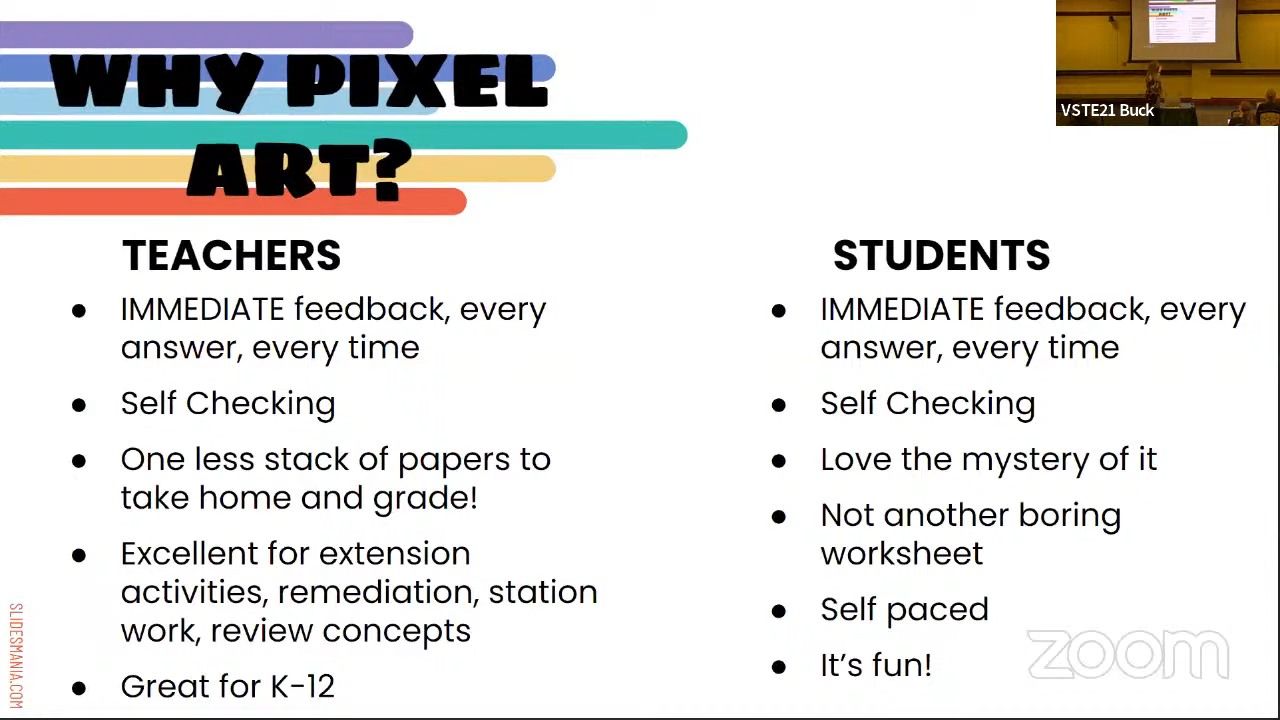 WHY PIXEL
ART?
VSTE21 Buck
TEACHERS
● IMMEDIATE feedback, every
answer, every time
● Self Checking
● One less stack of papers to
take home and grade!
● Excellent for extension
activities, remediation, station
work, review concepts
● Great for K-12
STUDENTS
● IMMEDIATE feedback, every
answer, every time
● Self Checking
● Love the mystery of it
● Not another boring
worksheet
● Self paced
● It's fun!
SLIDESMANIA.COM
zoom